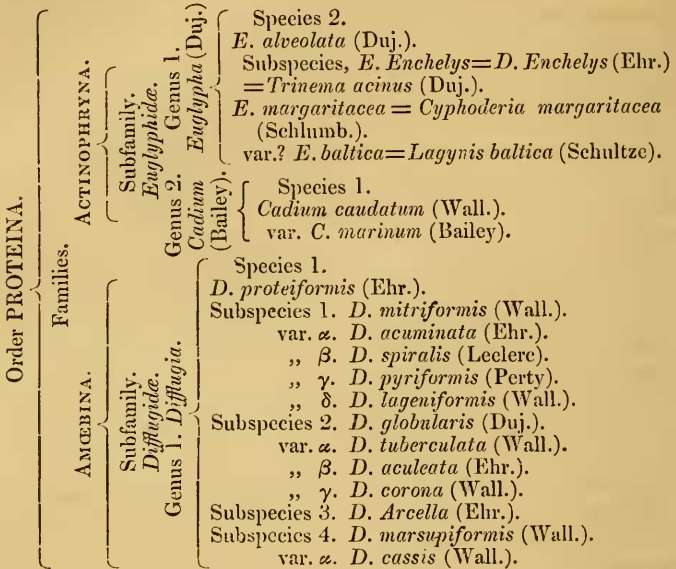 Order PROTEINA.
Families.
ACTINOPHRYNA.
Subfamily.
Euglyphidæ.
Genus 1.
Euglypha (Duj.)
Species 2.
E. alveolata (Duj.).
Subspecies, E. Enchelys=D. Enchelys (Ehr.)
=Trinema acinus (Duj.).
E. margaritacea = Cyphoderia margaritacea
(Schlumb.).
var.? E. baltica=Lagynis baltica (Schultze).
Genus 2.
Cadium
(Bailey).
Species 1.
Cadium caudatum (Wall.).
var. C. marinum (Bailey).
AMŒBINA.
Subfamily.
Difflugidæ.
Genus 1. Difflugia.
Species 1.
D. proteiformis (Ehr.).
Subspecies 1. D. mitriformis (Wall.).
var. α. D. acuminata (Ehr.).
„ β. D. spiralis (Leclerc).
„ γ. D. pyriformis (Perty).
„ δ. D. lageniformis (Wall.).
Subspecies 2. D. globularis (Duj.).
var. α. D. tuberculata (Wall.).
„ β. D. aculeata (Ehr.).
„ γ. D. corona (Wall.).
Subspecies 3. D. Arcella (Ehr.).
Subspecies 4. D. marsupiformis (Wall.).
var. α. D. cassis (Wall.).